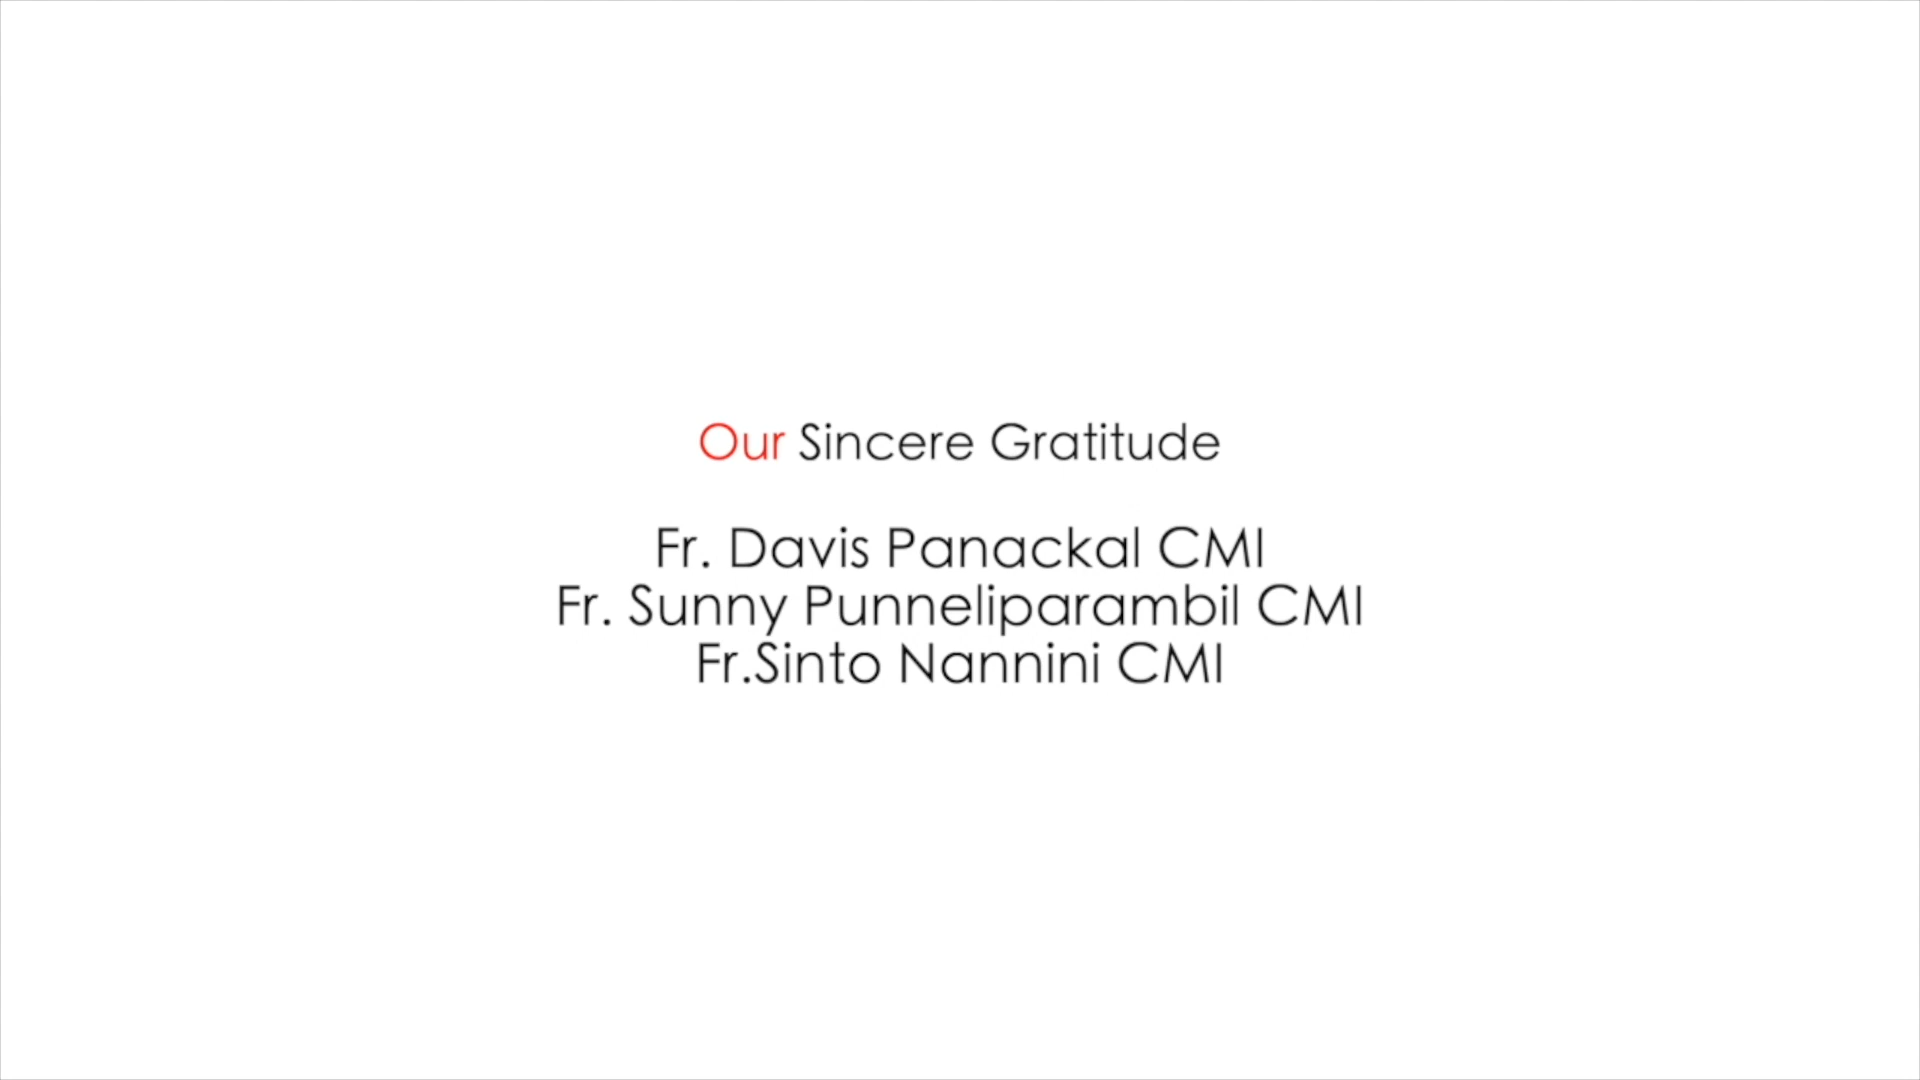 Our Sincere Gratitude
Fr. Davis Panackal CMI
Fr. Sunny Punneliparambil CMI
Fr.Sinto Nannini CMI